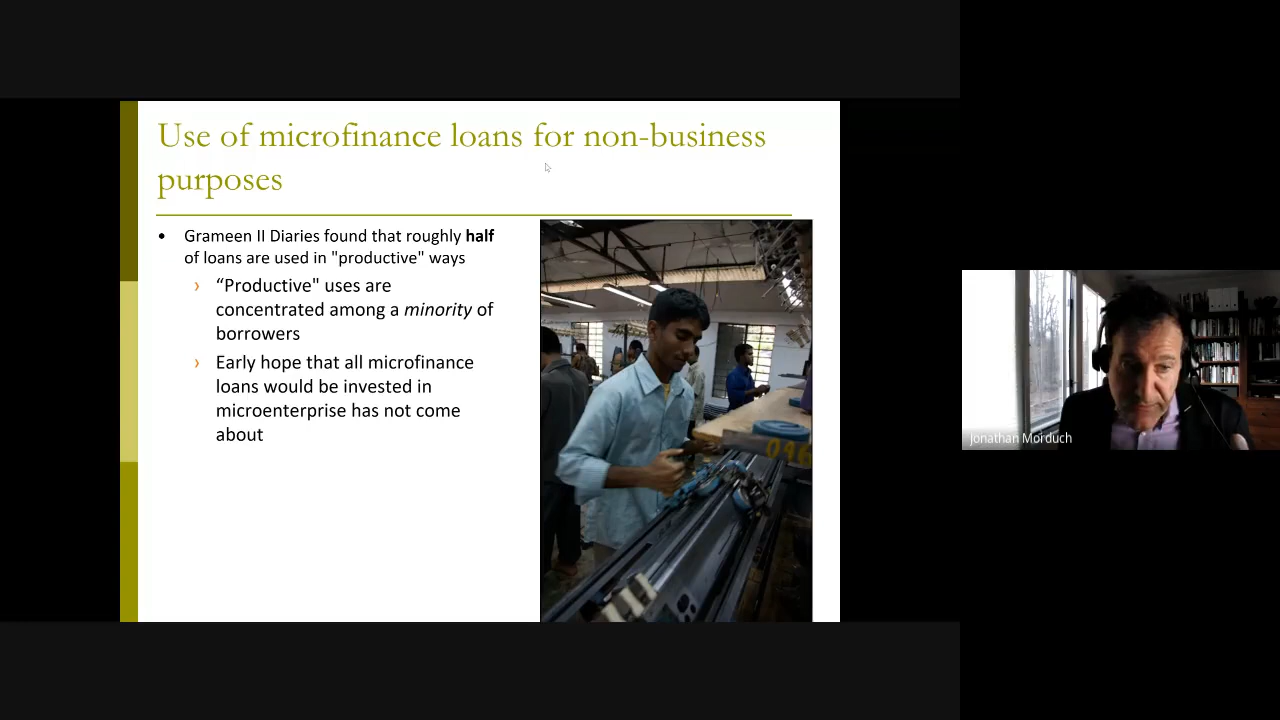 Use of microfinance loans for non-business
purposes
• Grameen II Diaries found that roughly half
of loans are used in "productive" ways
› “Productive" uses are
concentrated among a minority of
borrowers
› Early hope that all microfinance
loans would be invested in
microenterprise has not come
about
096
Jonathan Morduch